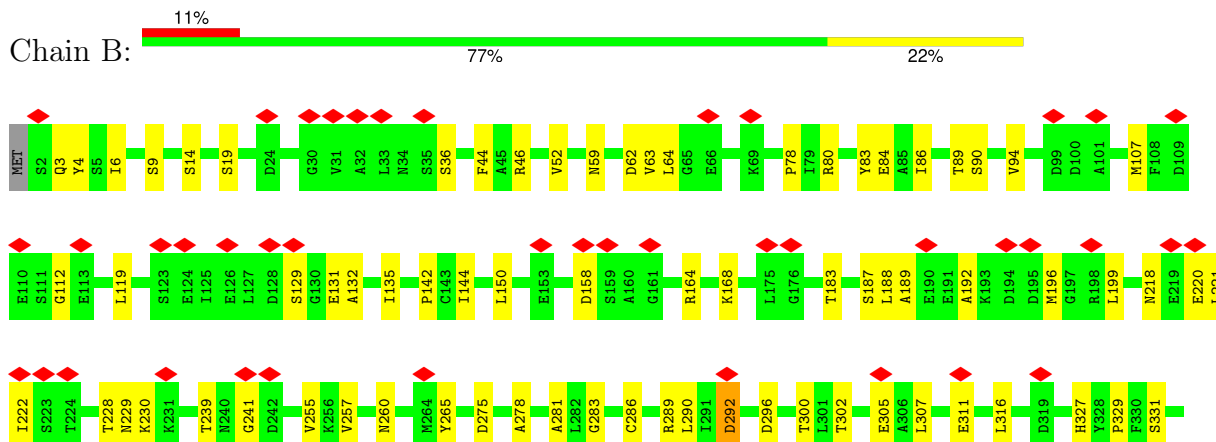 11%
Chain B:
77% 22%
MET S2 Q3 Y4 S5 I6 S9 S14 S19 D24 G30 V31 A32 L33 N34 S35 S36 F44 A45 R46 V52 N59 D62 V63 L64 G65 E66 K69 P78 I79 R80 Y83 E84 A85 I86 T89 S90 V94 D99 D100 A101 M107 F108 D109
E110 S111 G112 E113 L119 S123 E124 I125 E126 L127 D128 S129 G130 E131 A132 I135 P142 C143 I144 L150 E153 D158 S159 A160 G161 R164 K168 L175 G176 T183 S187 L188 A189 E190 E191 A192 K193 D194 D195 M196 G197 R198 L199 N218 E219 E220 L221
I222 S223 T224 T228 N229 K230 K231 T239 N240 G241 D242 V255 K256 V257 N260 M264 Y265 D275 A278 A281 L282 G283 C286 R289 L290 I291 D292 D296 T300 L301 T302 E305 A306 L307 E311 L316 D319 H327 Y328 P329 F330 S331